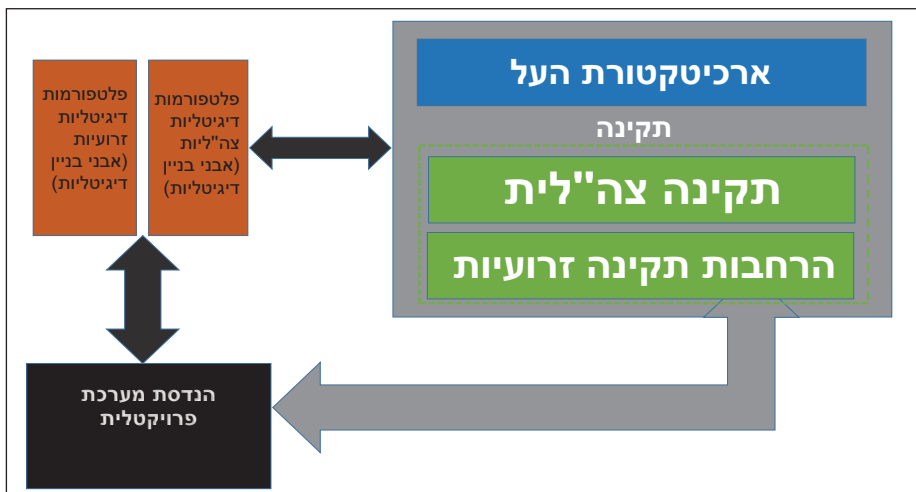 ארכיטקטורת העל
תקינה
תקינה צה"לית
הרחבות תקינה זרועיות
פלטפורמות
דיגיטליות
צה"ליות
(אבני בניין
דיגיטליות)
פלטפורמות
דיגיטליות
זרועיות
(אבני בניין
דיגיטליות)
הנדסת מערכת
פרויקטלית